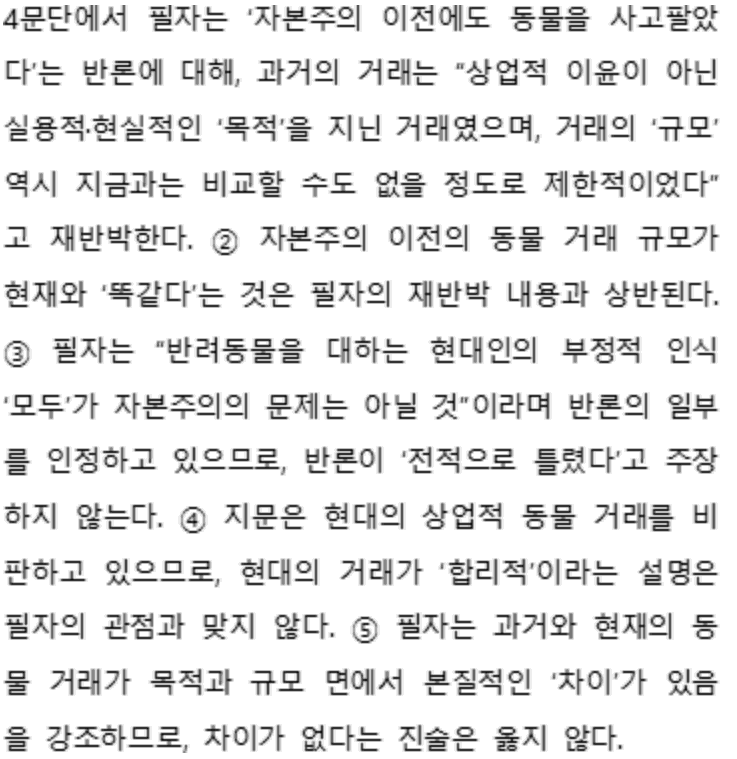 4문단에서 필자는 '자본주의 이전에도 동물을 사고팔았
다'는 반론에 대해, 과거의 거래는 "상업적 이윤이 아닌
실용적·현실적인 '목적'을 지닌 거래였으며, 거래의 '규모'
역시 지금과는 비교할 수도 없을 정도로 제한적이었다"
고 재반박한다. ② 자본주의 이전의 동물 거래 규모가
현재와 '똑같다'는 것은 필자의 재반박 내용과 상반된다.
③ 필자는 "반려동물을 대하는 현대인의 부정적 인식
'모두'가 자본주의의 문제는 아닐 것"이라며 반론의 일부
를 인정하고 있으므로, 반론이 '전적으로 틀렸다'고 주장
하지 않는다. ④ 지문은 현대의 상업적 동물 거래를 비
판하고 있으므로, 현대의 거래가 '합리적'이라는 설명은
필자의 관점과 맞지 않다. ⑤ 필자는 과거와 현재의 동
물 거래가 목적과 규모 면에서 본질적인 '차이'가 있음
을 강조하므로, 차이가 없다는 진술은 옳지 않다.